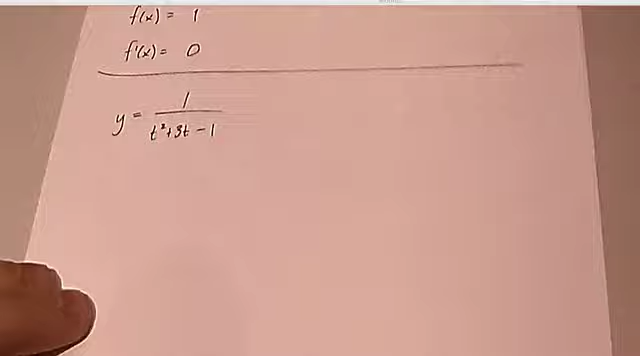 f(x) = 1
f'(x) = 0
y = 1 / (t²+3t-1)